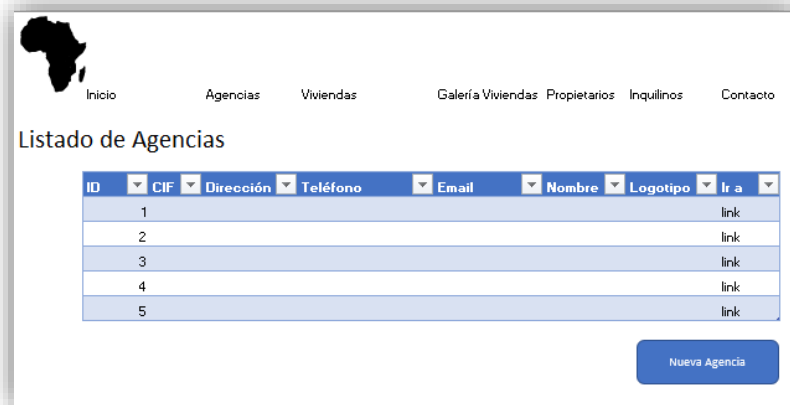 Inicio Agencias Viviendas Galería Viviendas Propietarios Inquilinos Contacto
Listado de Agencias
ID CIF Dirección Teléfono Email Nombre Logotipo Ir a
1 link
2 link
3 link
4 link
5 link
Nueva Agencia